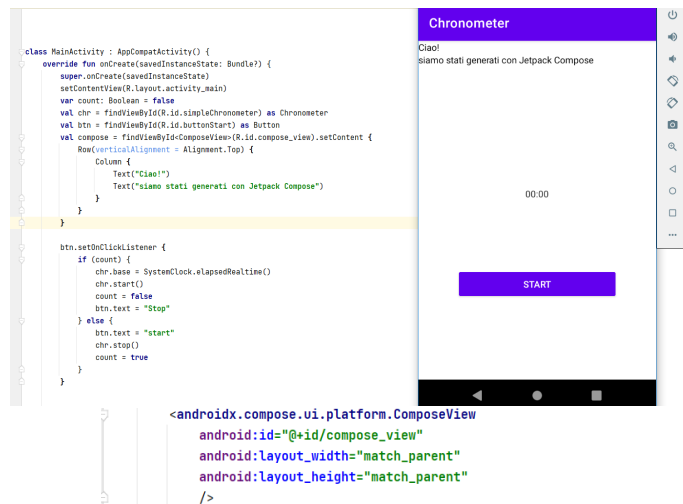 class MainActivity : AppCompatActivity() {
override fun onCreate(savedInstanceState: Bundle?) {
super.onCreate(savedInstanceState)
setContentView(R.layout.activity_main)
var count: Boolean = false
val chr = findViewById(R.id.simpleChronometer) as Chronometer
val btn = findViewById(R.id.buttonStart) as Button
val compose = findViewById<ComposeView>(R.id.compose_view).setContent {
Row(verticalAlignment = Alignment.Top) {
Column {
Text("Ciao!")
Text("siamo stati generati con Jetpack Compose")
}
}
}
btn.setOnClickListener {
if (count) {
chr.base = SystemClock.elapsedRealtime()
chr.start()
count = false
btn.text = "Stop"
} else {
btn.text = "start"
chr.stop()
count = true
}
}
Chronometer
Ciao!
siamo stati generati con Jetpack Compose
00:00
START
<androidx.compose.ui.platform.ComposeView
android:id="@+id/compose_view"
android:layout_width="match_parent"
android:layout_height="match_parent"
/>